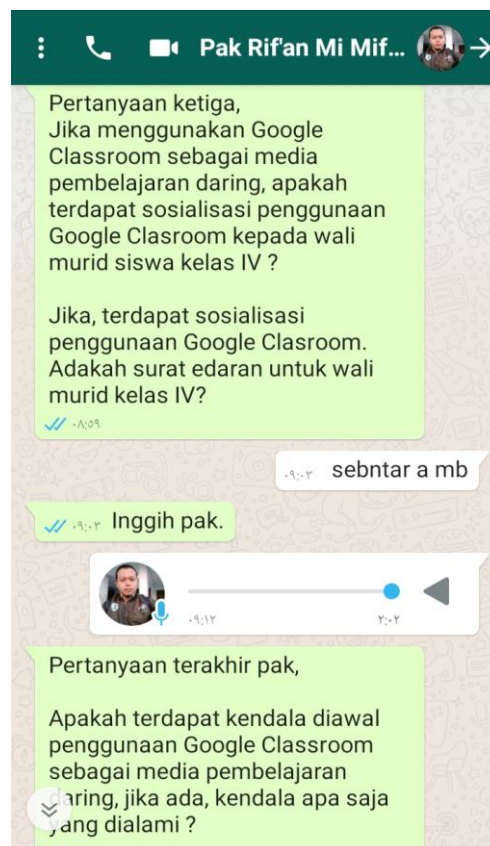 Pak Rif'an Mi Mif...
Pertanyaan ketiga,
Jika menggunakan Google
Classroom sebagai media
pembelajaran daring, apakah
terdapat sosialisasi penggunaan
Google Clasroom kepada wali
murid siswa kelas IV ?
Jika, terdapat sosialisasi
penggunaan Google Clasroom.
Adakah surat edaran untuk wali
murid kelas IV?
٠٨:٥٩
sebntar a mb
٠٩:٠٢
Inggih pak.
٠٩:٠٢
٠٩:١٢
٢:٠٢
Pertanyaan terakhir pak,
Apakah terdapat kendala diawal
penggunaan Google Classroom
sebagai media pembelajaran
daring, jika ada, kendala apa saja
yang dialami ?